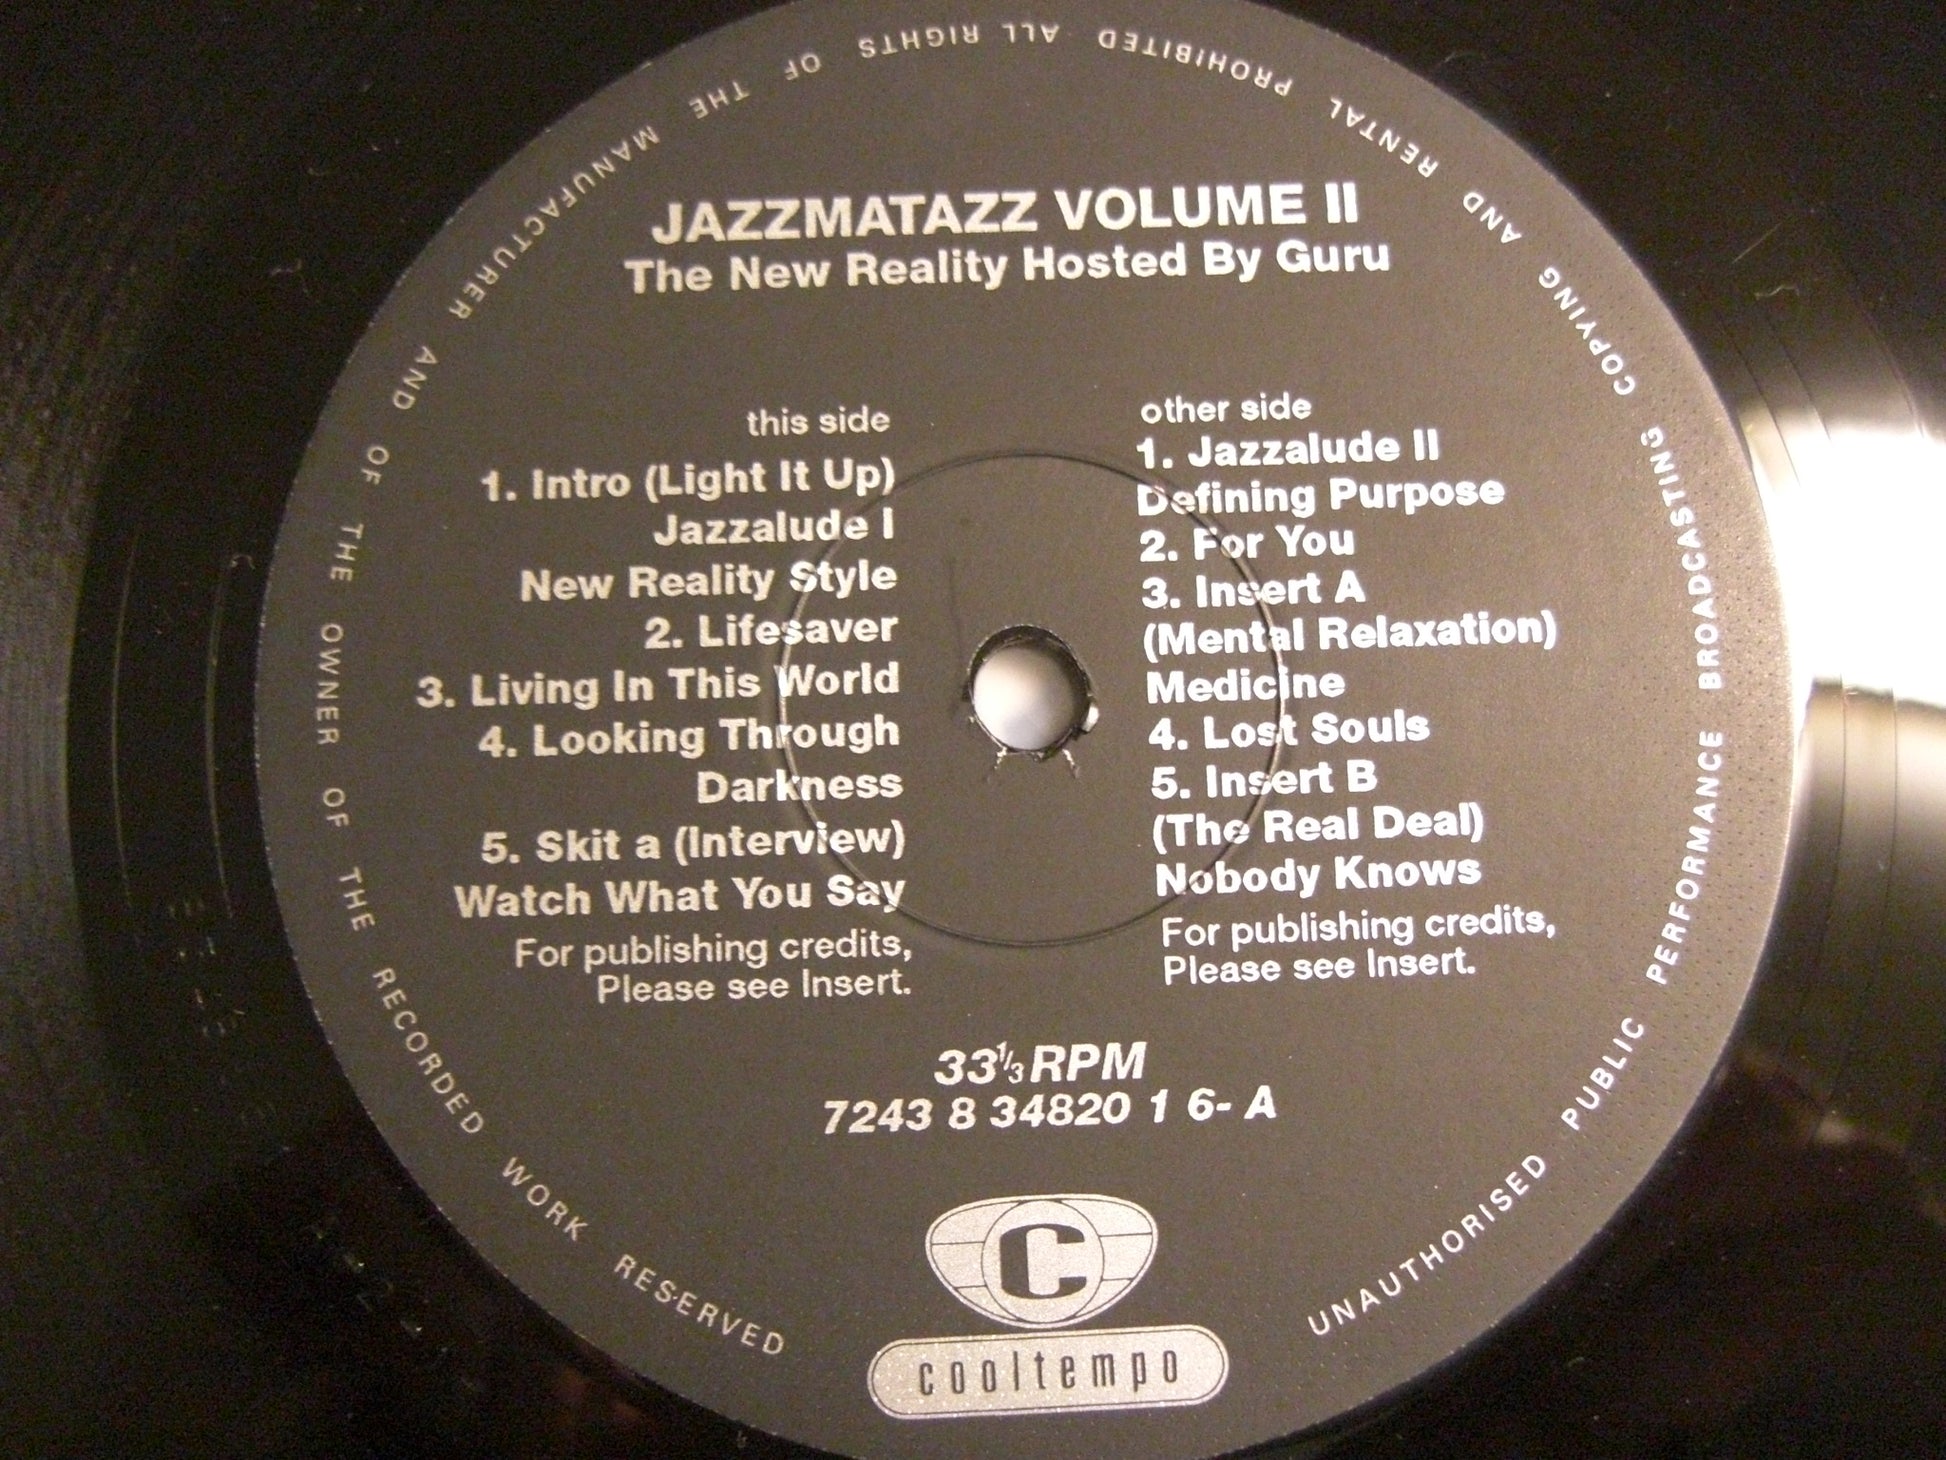 JAZZMATAZZ VOLUME II
The New Reality Hosted By Guru
this side
1. Intro (Light It Up)
Jazzalude I
New Reality Style
2. Lifesaver
3. Living In This World
4. Looking Through
Darkness
5. Skit a (Interview)
Watch What You Say
For publishing credits,
Please see Insert.
other side
1. Jazzalude II
Defining Purpose
2. For You
3. Insert A
(Mental Relaxation)
Medicine
4. Lost Souls
5. Insert B
(The Real Deal)
Nobody Knows
For publishing credits,
Please see Insert.
33⅓ RPM
7243 8 34820 1 6- A
C
cooltempo
ALL RIGHTS OF THE MANUFACTURER AND OF THE OWNER OF THE RECORDED WORK RESERVED
UNAUTHORISED PUBLIC PERFORMANCE BROADCASTING COPYING AND RENTAL PROHIBITED